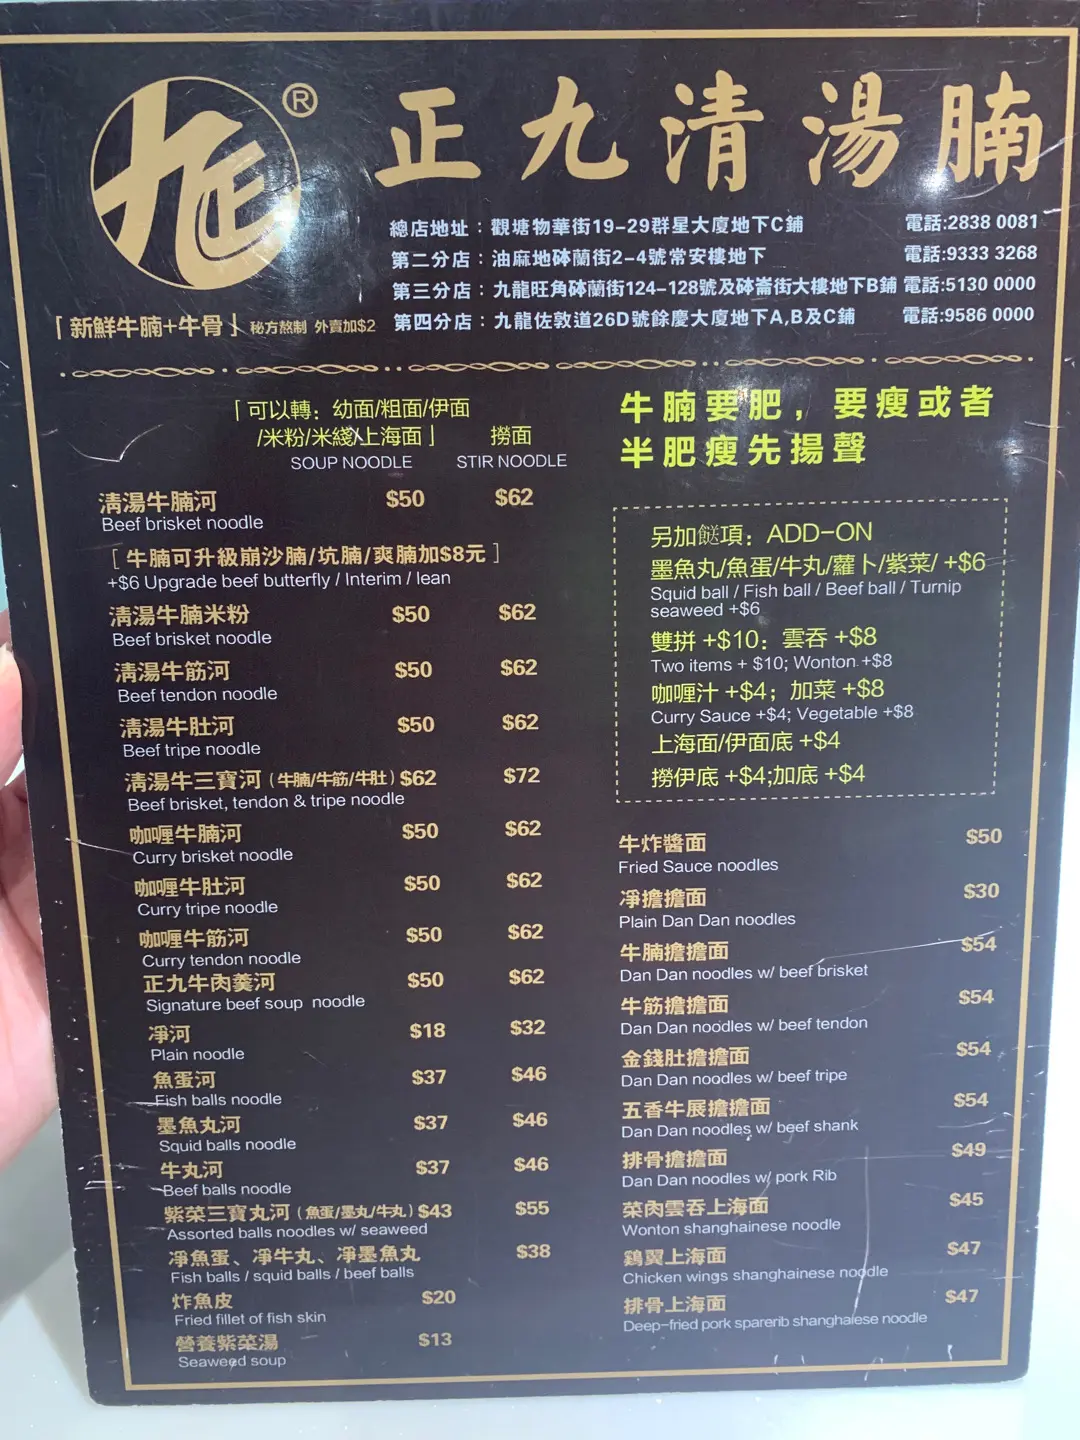 ®
正九清湯腩
總店地址：觀塘物華街19-29群星大廈地下C鋪 電話:2838 0081
第二分店：油麻地砵蘭街2-4號常安樓地下 電話:9333 3268
第三分店：九龍旺角砵蘭街124-128號及砵崙街大樓地下B鋪 電話:5130 0000
第四分店：九龍佐敦道26D號餘慶大廈地下A,B及C鋪 電話:9586 0000
「新鮮牛腩+牛骨」秘方熬制 外賣加$2
「可以轉：幼面/粗面/伊面
/米粉/米綫/上海面」 撈面
SOUP NOODLE STIR NOODLE
清湯牛腩河 $50 $62
Beef brisket noodle
[牛腩可升級崩沙腩/坑腩/爽腩加$8元]
+$6 Upgrade beef butterfly / Interim / lean
清湯牛腩米粉 $50 $62
Beef brisket noodle
清湯牛筋河 $50 $62
Beef tendon noodle
清湯牛肚河 $50 $62
Beef tripe noodle
清湯牛三寶河（牛腩/牛筋/牛肚） $62 $72
Beef brisket, tendon & tripe noodle
咖喱牛腩河 $50 $62
Curry brisket noodle
咖喱牛肚河 $50 $62
Curry tripe noodle
咖喱牛筋河 $50 $62
Curry tendon noodle
正九牛肉羹河 $50 $62
Signature beef soup noodle
凈河 $18 $32
Plain noodle
魚蛋河 $37 $46
Fish balls noodle
墨魚丸河 $37 $46
Squid balls noodle
牛丸河 $37 $46
Beef balls noodle
紫菜三寶丸河（魚蛋/墨丸/牛丸） $43 $55
Assorted balls noodles w/ seaweed
凈魚蛋、凈牛丸、凈墨魚丸 $38
Fish balls / squid balls / beef balls
炸魚皮 $20
Fried fillet of fish skin
營養紫菜湯 $13
Seaweed soup
牛腩要肥，要瘦或者
半肥瘦先揚聲
另加餸項：ADD-ON
墨魚丸/魚蛋/牛丸/蘿卜/紫菜/ +$6
Squid ball / Fish ball / Beef ball / Turnip
seaweed +$6
雙拼 +$10：雲吞 +$8
Two items + $10; Wonton +$8
咖喱汁 +$4；加菜 +$8
Curry Sauce +$4; Vegetable +$8
上海面/伊面底 +$4
撈伊底 +$4;加底 +$4
牛炸醬面 $50
Fried Sauce noodles
凈擔擔面 $30
Plain Dan Dan noodles
牛腩擔擔面 $54
Dan Dan noodles w/ beef brisket
牛筋擔擔面 $54
Dan Dan noodles w/ beef tendon
金錢肚擔擔面 $54
Dan Dan noodles w/ beef tripe
五香牛展擔擔面 $54
Dan Dan noodles w/ beef shank
排骨擔擔面 $49
Dan Dan noodles w/ pork Rib
菜肉雲吞上海面 $45
Wonton shanghainese noodle
鷄翼上海面 $47
Chicken wings shanghainese noodle
排骨上海面 $47
Deep-fried pork sparerib shanghaiese noodle